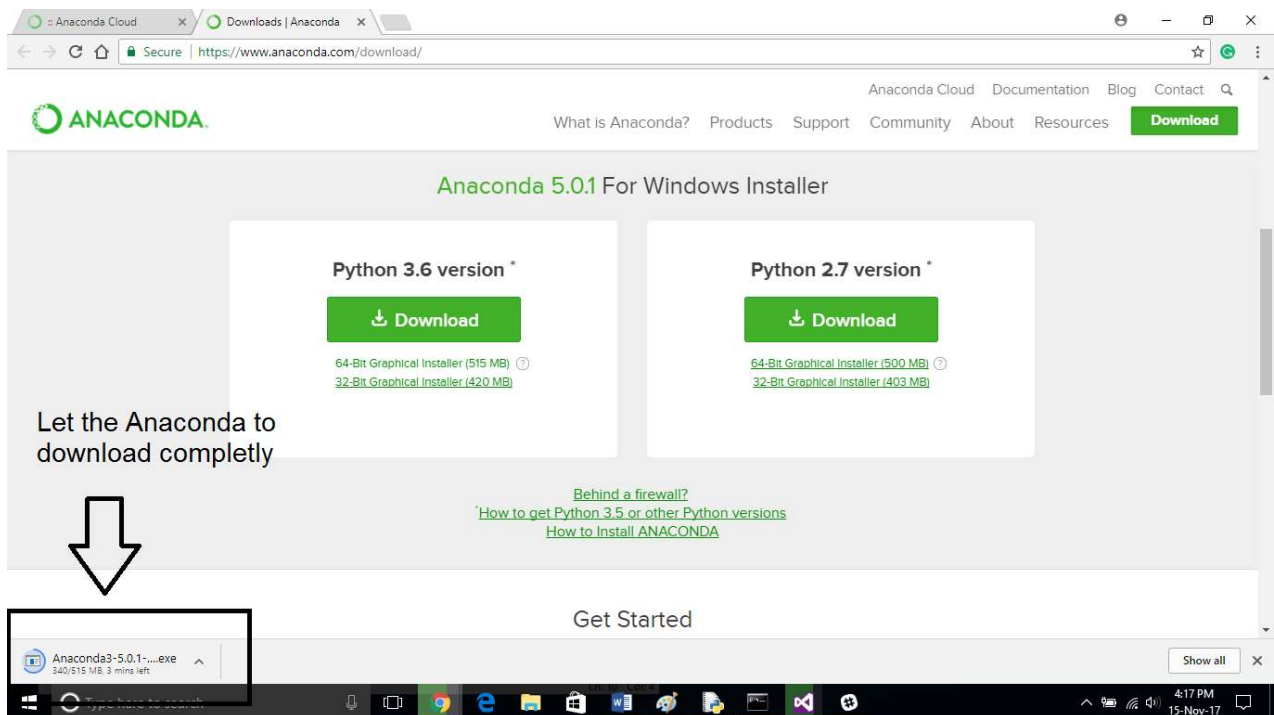 :: Anaconda Cloud
Downloads | Anaconda
Secure | https://www.anaconda.com/download/
Anaconda Cloud Documentation Blog Contact
ANACONDA.
What is Anaconda? Products Support Community About Resources Download
Anaconda 5.0.1 For Windows Installer
Python 3.6 version *
Download
64-Bit Graphical Installer (515 MB) ?
32-Bit Graphical Installer (420 MB)
Python 2.7 version *
Download
64-Bit Graphical Installer (500 MB) ?
32-Bit Graphical Installer (403 MB)
Let the Anaconda to
download completly
Behind a firewall?
*How to get Python 3.5 or other Python versions
How to Install ANACONDA
Get Started
Anaconda3-5.0.1-....exe
340/515 MB, 3 mins left
Show all
Type here to search
4:17 PM
15-Nov-17